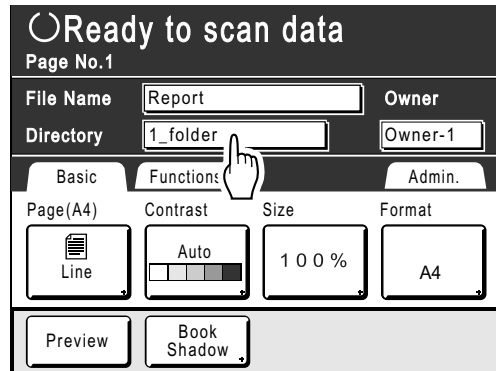 Ready to scan data
Page No.1
File Name Report Owner
Directory 1_folder Owner-1
Basic Functions Admin.
Page(A4) Contrast Size Format
Line Auto 100% A4
Preview Book Shadow